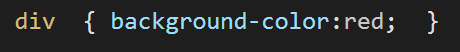 div  { background-color:red;  }